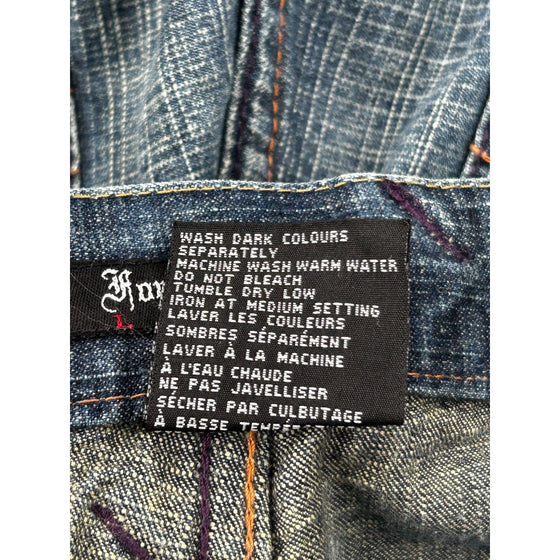 WASH DARK COLOURS
SEPARATELY
MACHINE WASH WARM WATER
DO NOT BLEACH
TUMBLE DRY LOW
IRON AT MEDIUM SETTING
LAVER LES COULEURS
SOMBRES SÉPARÉMENT
LAVER À LA MACHINE
À L'EAU CHAUDE
NE PAS JAVELLISER
SÉCHER PAR CULBUTAGE
À BASSE
L.